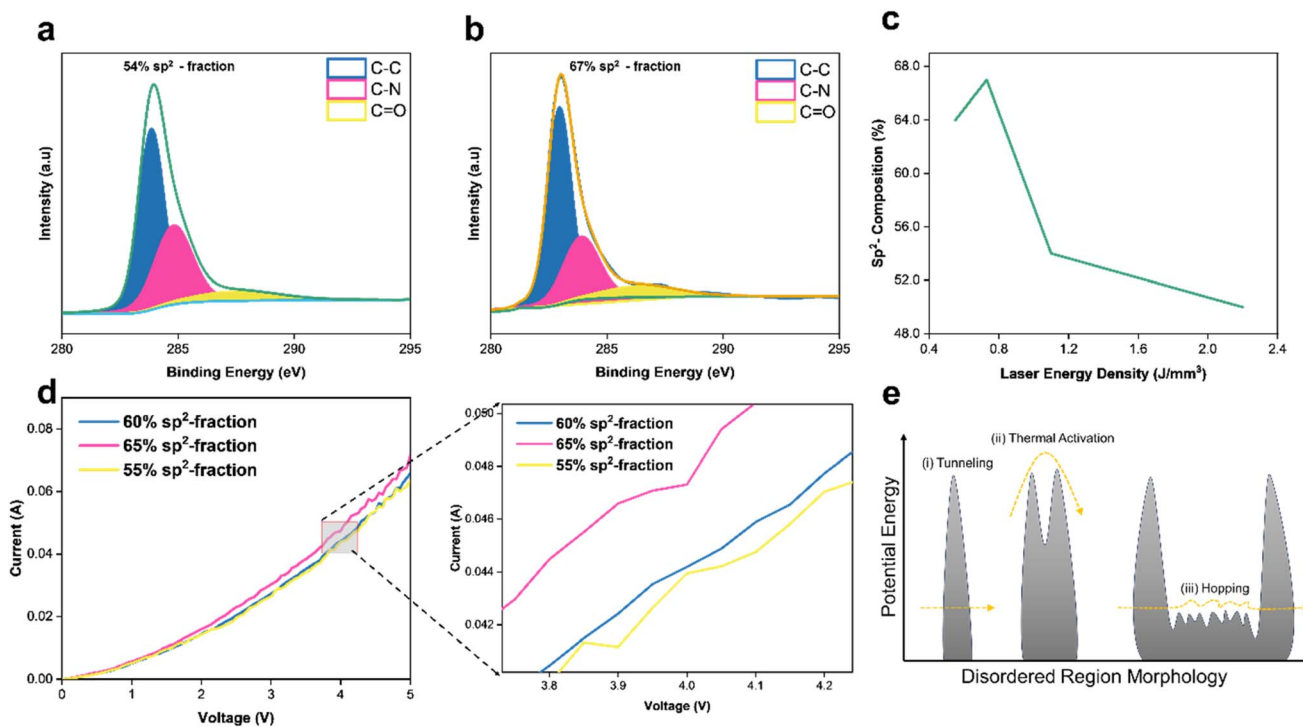 a
54% sp² - fraction
C-C
C-N
C=O
Intensity (a.u)
280
285
290
295
Binding Energy (eV)
b
67% sp² - fraction
C-C
C-N
C=O
Intensity (a.u)
280
285
290
295
Binding Energy (eV)
c
Sp²- Composition (%)
68.0
64.0
60.0
56.0
52.0
48.0
0.4
0.8
1.2
1.6
2.0
2.4
Laser Energy Density (J/mm³)
d
60% sp²-fraction
65% sp²-fraction
55% sp²-fraction
Current (A)
0.08
0.06
0.04
0.02
0.00
0
1
2
3
4
5
Voltage (V)
60% sp²-fraction
65% sp²-fraction
55% sp²-fraction
Current (A)
0.050
0.048
0.046
0.044
0.042
3.8
3.9
4.0
4.1
4.2
Voltage (V)
e
Potential Energy
(i) Tunneling
(ii) Thermal Activation
(iii) Hopping
Disordered Region Morphology